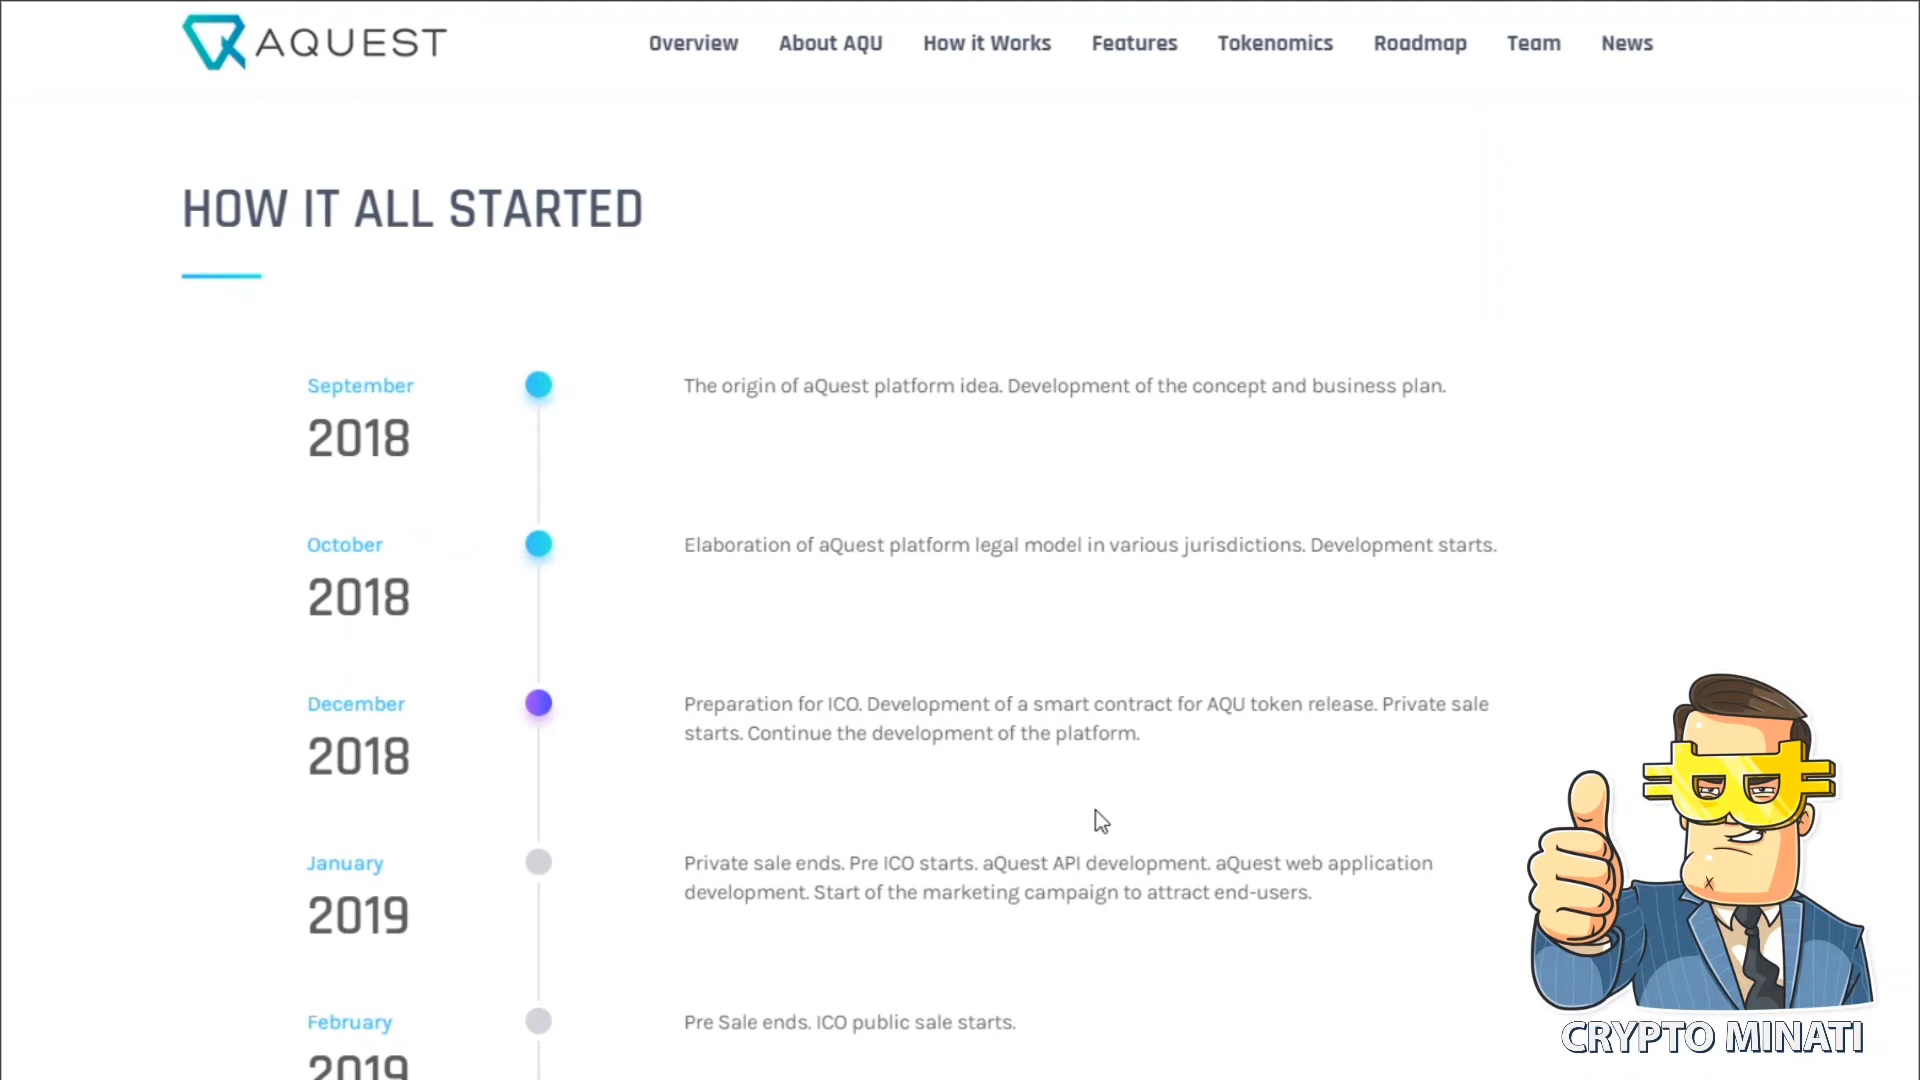 AQUEST
Overview About AQU How it Works Features Tokenomics Roadmap Team News
HOW IT ALL STARTED
September
2018
The origin of aQuest platform idea. Development of the concept and business plan.
October
2018
Elaboration of aQuest platform legal model in various jurisdictions. Development starts.
December
2018
Preparation for ICO. Development of a smart contract for AQU token release. Private sale
starts. Continue the development of the platform.
January
2019
Private sale ends. Pre ICO starts. aQuest API development. aQuest web application
development. Start of the marketing campaign to attract end-users.
February
2019
Pre Sale ends. ICO public sale starts.
CRYPTO MINATI